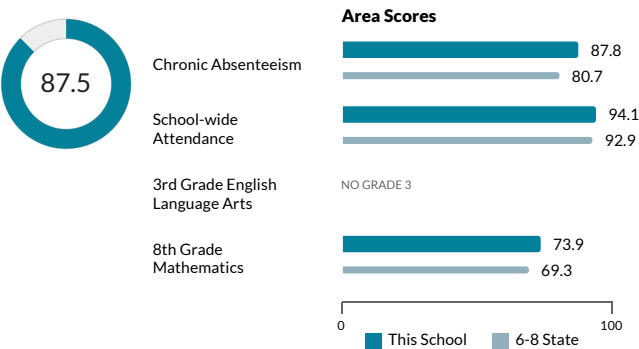 Area Scores
87.5
Chronic Absenteeism
87.8
80.7
School-wide
Attendance
94.1
92.9
3rd Grade English
Language Arts
NO GRADE 3
8th Grade
Mathematics
73.9
69.3
0
100
This School
6-8 State